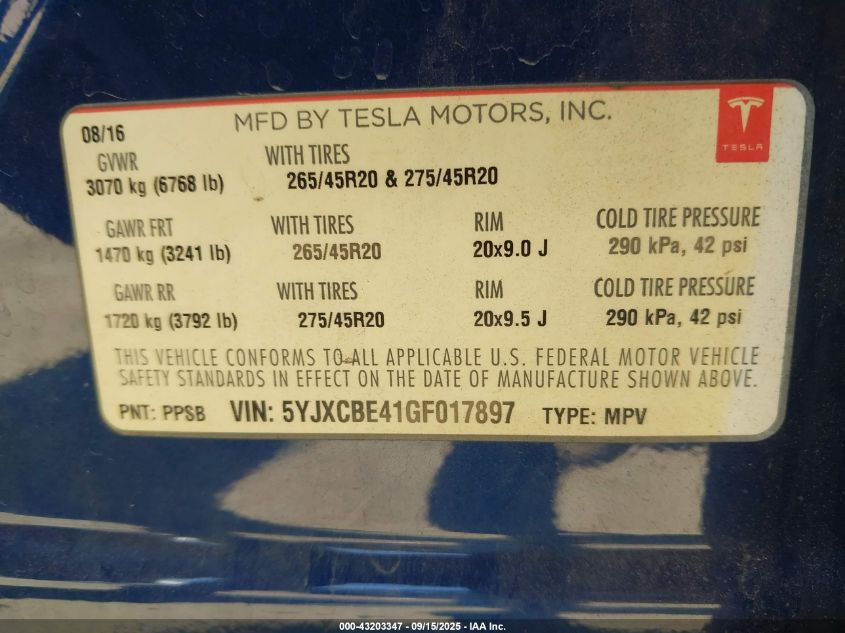 08/16 MFD BY TESLA MOTORS, INC.
TESLA
GVWR WITH TIRES
3070 kg (6768 lb) 265/45R20 & 275/45R20
GAWR FRT WITH TIRES RIM COLD TIRE PRESSURE
1470 kg (3241 lb) 265/45R20 20x9.0 J 290 kPa, 42 psi
GAWR RR WITH TIRES RIM COLD TIRE PRESSURE
1720 kg (3792 lb) 275/45R20 20x9.5 J 290 kPa, 42 psi
THIS VEHICLE CONFORMS TO ALL APPLICABLE U.S. FEDERAL MOTOR VEHICLE
SAFETY STANDARDS IN EFFECT ON THE DATE OF MANUFACTURE SHOWN ABOVE.
PNT: PPSB VIN: 5YJXCBE41GF017897 TYPE: MPV
000-43203347 - 09/15/2025 - IAA Inc.